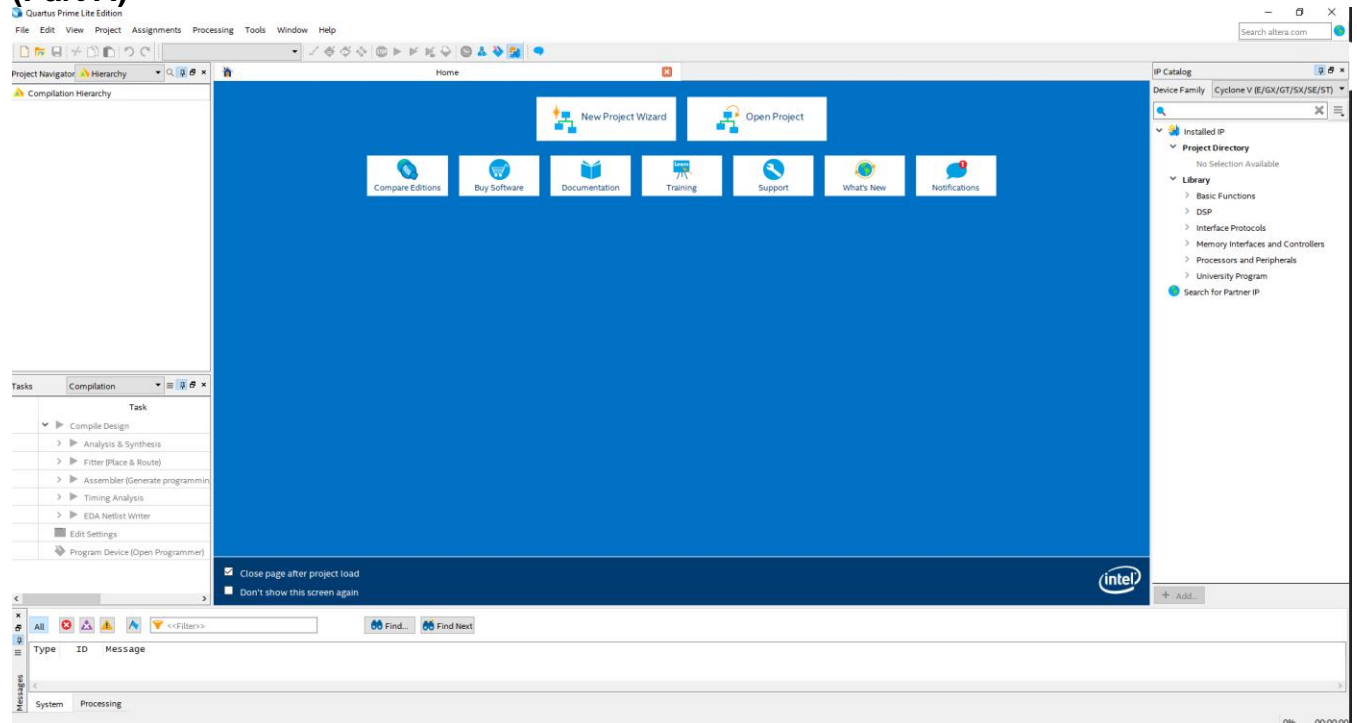 Quartus Prime Lite Edition
File Edit View Project Assignments Processing Tools Window Help
Search altera.com
Project Navigator Hierarchy
Compilation Hierarchy
Home
New Project Wizard
Open Project
Compare Editions
Buy Software
Documentation
Learn
Training
Support
What's New
Notifications
Close page after project load
Don't show this screen again
intel
IP Catalog
Device Family Cyclone V (E/GX/GT/SX/SE/ST)
Installed IP
Project Directory
No Selection Available
Library
Basic Functions
DSP
Interface Protocols
Memory Interfaces and Controllers
Processors and Peripherals
University Program
Search for Partner IP
+ Add...
Tasks Compilation
Task
Compile Design
Analysis & Synthesis
Fitter (Place & Route)
Assembler (Generate programmin
Timing Analysis
EDA Netlist Writer
Edit Settings
Program Device (Open Programmer)
All <<Filter>> Find... Find Next
Type ID Message
Messages
System Processing
0% 00:00:00